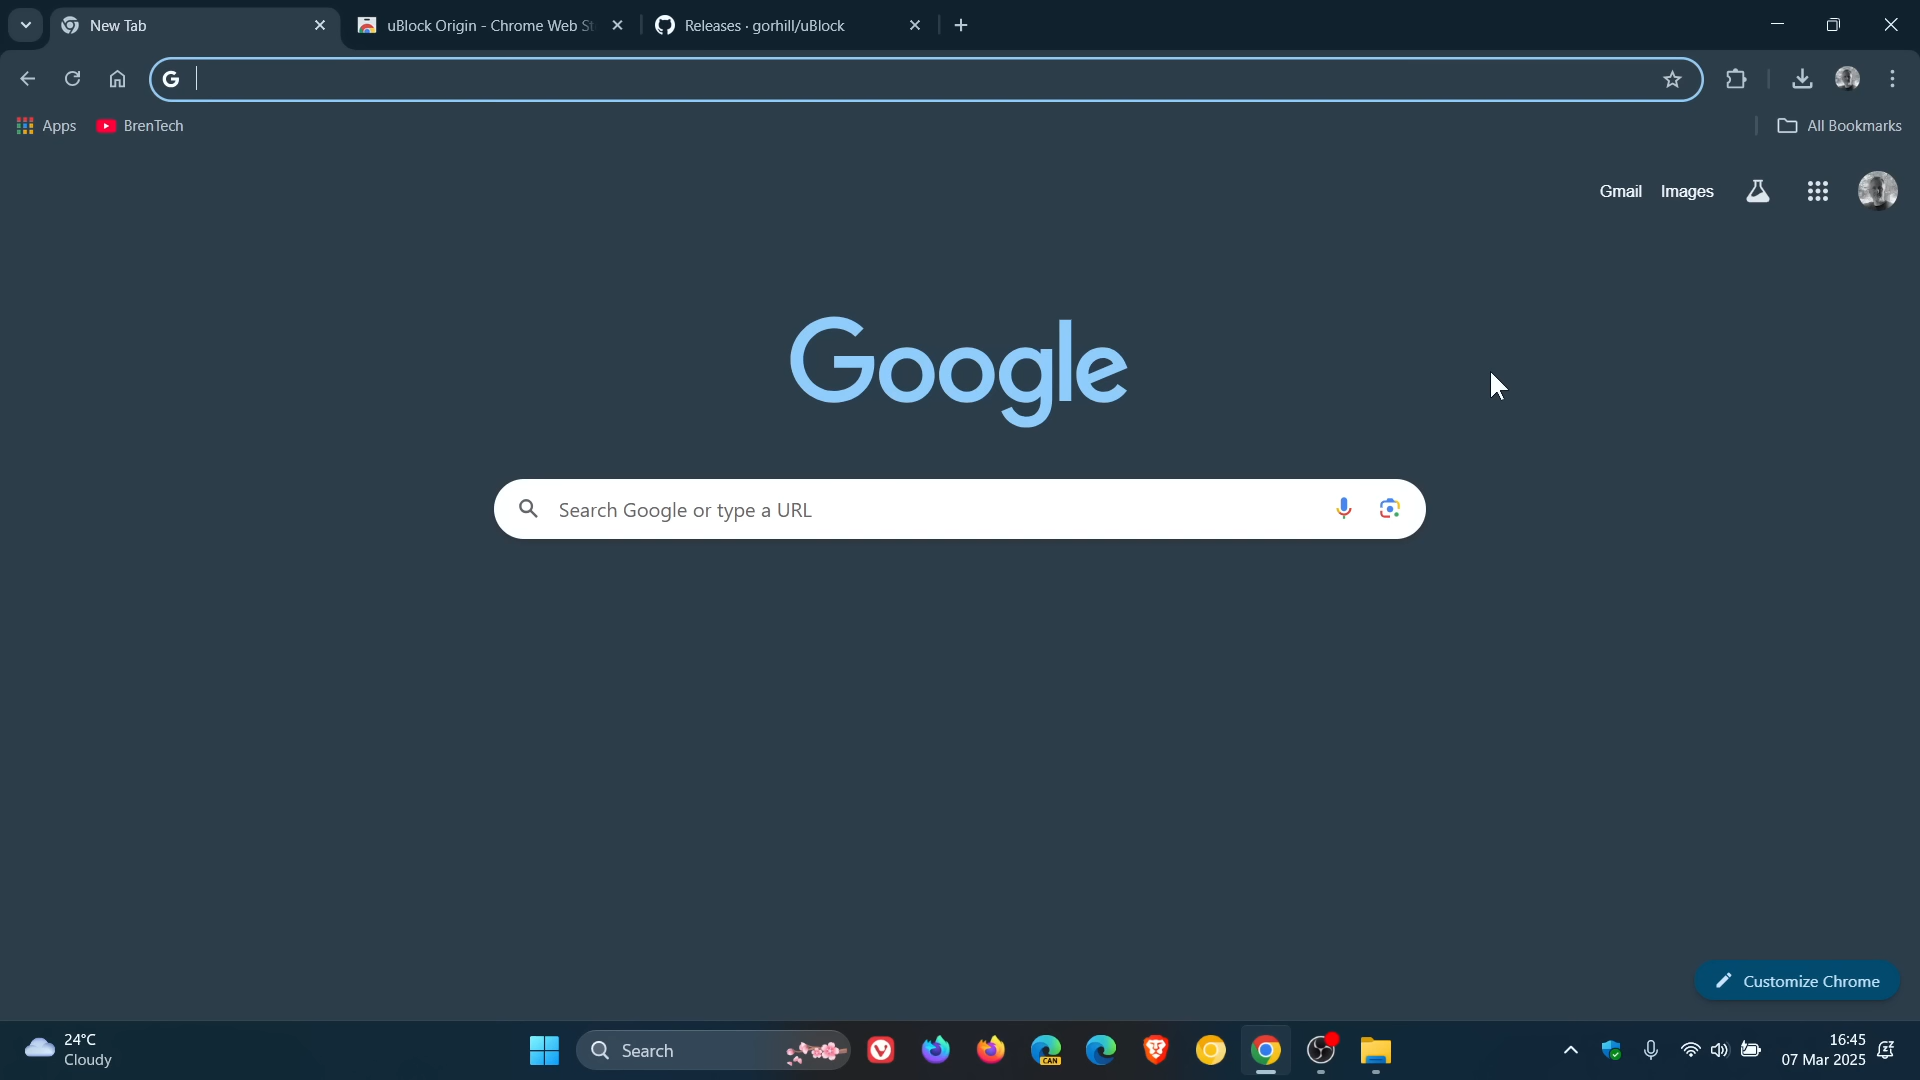 New Tab
uBlock Origin - Chrome Web St
Releases · gorhill/uBlock
G
Apps
BrenTech
All Bookmarks
Gmail
Images
Google
Search Google or type a URL
Customize Chrome
24°C
Cloudy
Search
CAN
16:45
07 Mar 2025